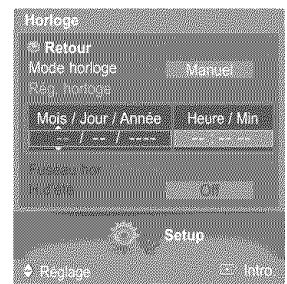 Horloge
Retour
Mode horloge Manuel
Rég. horloge
Mois / Jour / Année Heure / Min
-- / -- / ---- -- : -- --
Fuseau hor.
H. d'été Off
Setup
Réglage Intro